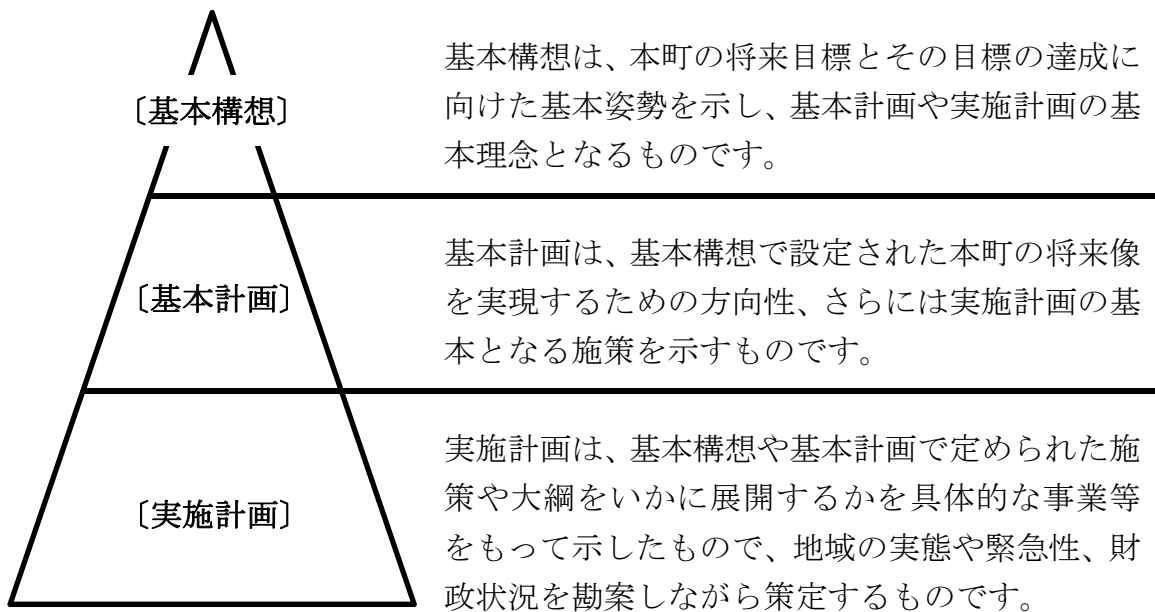 〔基本構想〕
基本構想は、本町の将来目標とその目標の達成に
向けた基本姿勢を示し、基本計画や実施計画の基
本理念となるものです。
〔基本計画〕
基本計画は、基本構想で設定された本町の将来像
を実現するための方向性、さらには実施計画の基
本となる施策を示すものです。
〔実施計画〕
実施計画は、基本構想や基本計画で定められた施
策や大綱をいかに展開するかを具体的な事業等
をもって示したもので、地域の実態や緊急性、財
政状況を勘案しながら策定するものです。